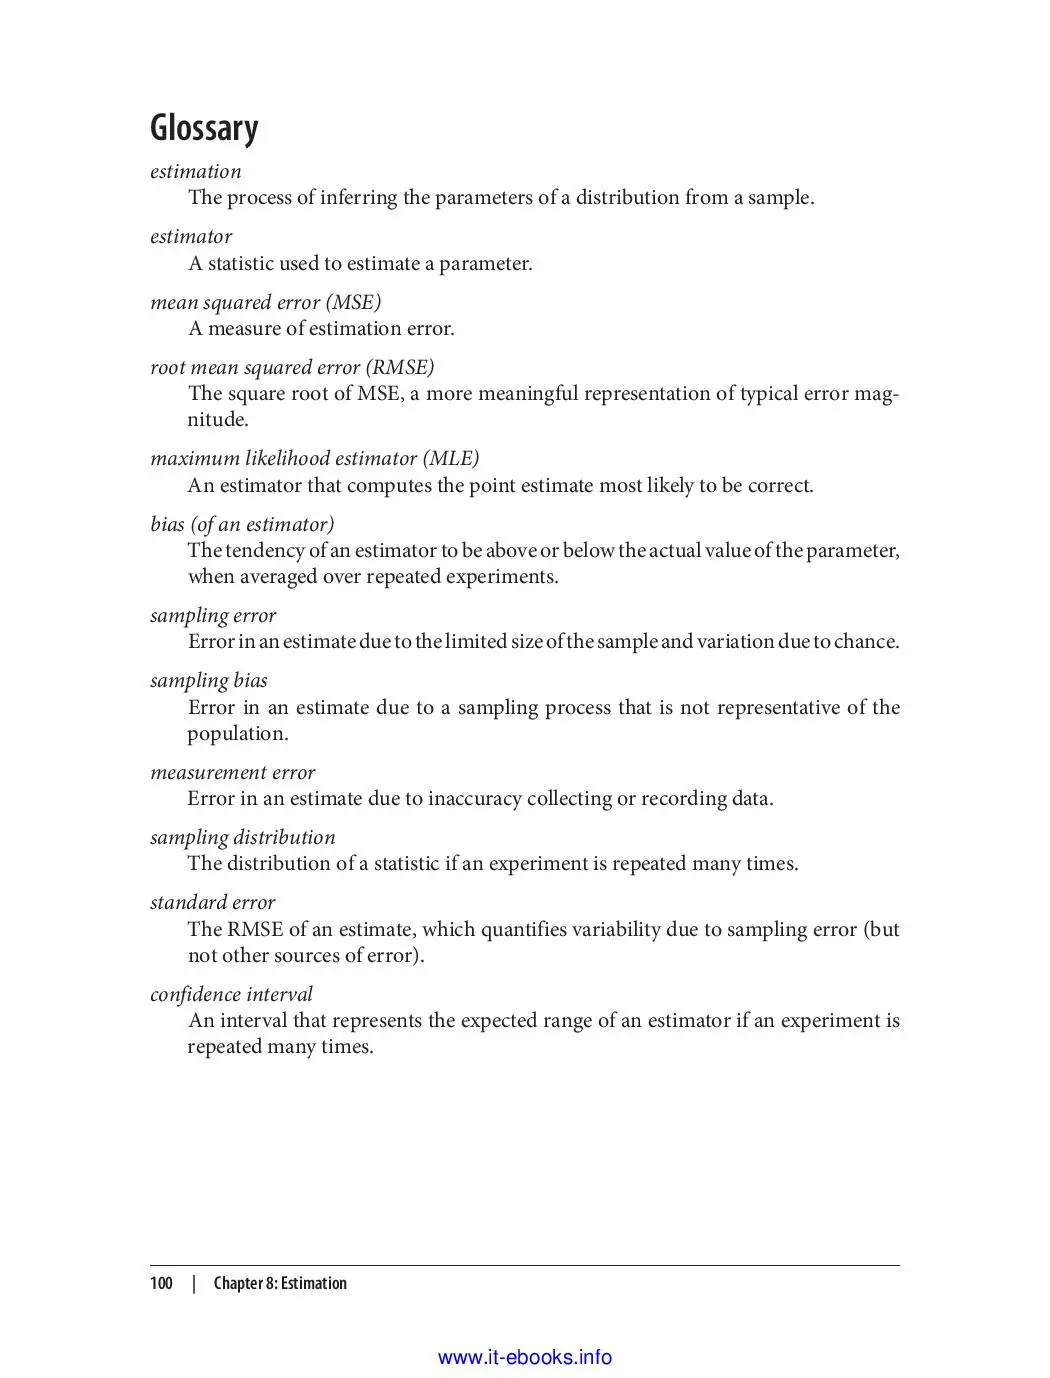 Glossary
estimation
The process of inferring the parameters of a distribution from a sample.
estimator
A statistic used to estimate a parameter.
mean squared error (MSE)
A measure of estimation error.
root mean squared error (RMSE)
The square root of MSE, a more meaningful representation of typical error mag-
nitude.
maximum likelihood estimator (MLE)
An estimator that computes the point estimate most likely to be correct.
bias (of an estimator)
The tendency of an estimator to be above or below the actual value of the parameter,
when averaged over repeated experiments.
sampling error
Error in an estimate due to the limited size of the sample and variation due to chance.
sampling bias
Error in an estimate due to a sampling process that is not representative of the
population.
measurement error
Error in an estimate due to inaccuracy collecting or recording data.
sampling distribution
The distribution of a statistic if an experiment is repeated many times.
standard error
The RMSE of an estimate, which quantifies variability due to sampling error (but
not other sources of error).
confidence interval
An interval that represents the expected range of an estimator if an experiment is
repeated many times.
100 | Chapter 8: Estimation
www.it-ebooks.info